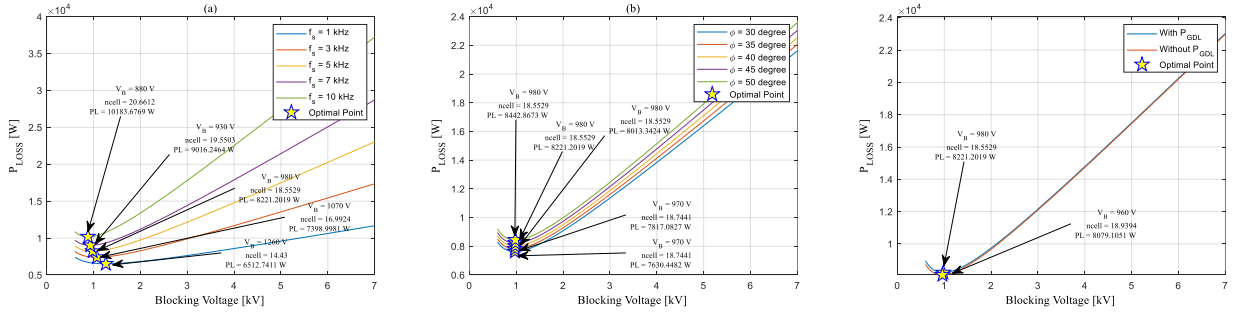 (a)
×10⁴
4
3.5
3
2.5
2
1.5
1
0.5
P_LOSS [W]
0 1 2 3 4 5 6 7
Blocking Voltage [kV]
f_s = 1 kHz
f_s = 3 kHz
f_s = 5 kHz
f_s = 7 kHz
f_s = 10 kHz
Optimal Point
V_B = 880 V
ncell = 20.6612
PL = 10183.6769 W
V_B = 930 V
ncell = 19.5503
PL = 9016.2464 W
V_B = 980 V
ncell = 18.5529
PL = 8221.2019 W
V_B = 1070 V
ncell = 16.9924
PL = 7398.9981 W
V_B = 1260 V
ncell = 14.43
PL = 6512.7411 W
(b)
×10⁴
2.4
2.2
2
1.8
1.6
1.4
1.2
1
0.8
0.6
P_LOSS [W]
0 1 2 3 4 5 6 7
Blocking Voltage [kV]
ϕ = 30 degree
ϕ = 35 degree
ϕ = 40 degree
ϕ = 45 degree
ϕ = 50 degree
Optimal Point
V_B = 980 V
ncell = 18.5529
PL = 8442.8673 W
V_B = 980 V
ncell = 18.5529
PL = 8221.2019 W
V_B = 980 V
ncell = 18.5529
PL = 8013.3424 W
V_B = 970 V
ncell = 18.7441
PL = 7817.0827 W
V_B = 970 V
ncell = 18.7441
PL = 7630.4482 W
×10⁴
2.4
2.2
2
1.8
1.6
1.4
1.2
1
P_LOSS [W]
0 1 2 3 4 5 6 7
Blocking Voltage [kV]
With P_GDL
Without P_GDL
Optimal Point
V_B = 980 V
ncell = 18.5529
PL = 8221.2019 W
V_B = 960 V
ncell = 18.9394
PL = 8079.1051 W